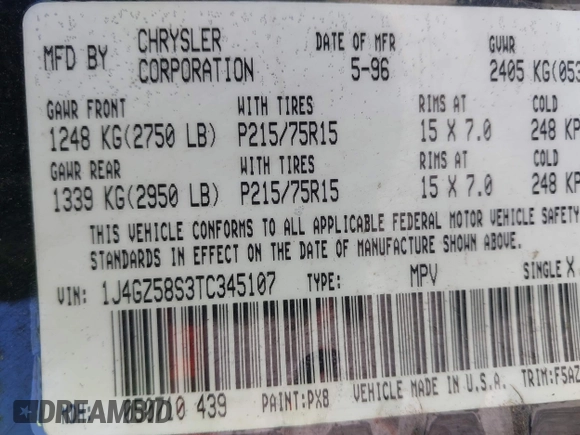 MFD BY CHRYSLER CORPORATION DATE OF MFR 5-96 GVWR 2405 KG(053
GAWR FRONT WITH TIRES RIMS AT COLD
1248 KG(2750 LB) P215/75R15 15 X 7.0 248 KP
GAWR REAR WITH TIRES RIMS AT COLD
1339 KG(2950 LB) P215/75R15 15 X 7.0 248 KP
THIS VEHICLE CONFORMS TO ALL APPLICABLE FEDERAL MOTOR VEHICLE SAFETY
STANDARDS IN EFFECT ON THE DATE OF MANUFACTURE SHOWN ABOVE.
VIN: 1J4GZ58S3TC345107 TYPE: MPV SINGLE X
439 PAINT:PX8 VEHICLE MADE IN U.S.A. TRIM:F5AZ
DREAMBID